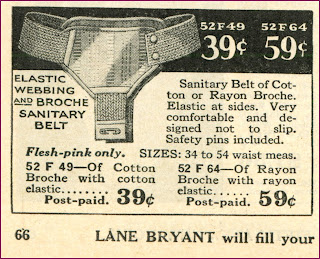 52F49 52F64
39¢ 59¢
ELASTIC
WEBBING
AND BROCHE
SANITARY
BELT
Sanitary Belt of Cot-
ton or Rayon Broche.
Elastic at sides. Very
comfortable and de-
signed not to slip.
Safety pins included.
Flesh-pink only. SIZES: 34 to 54 waist meas.
52 F 49—Of Cotton
Broche with cotton
elastic........
Post-paid. 39¢
52 F 64—Of Rayon
Broche with rayon
elastic......
Post-paid. 59¢
66 LANE BRYANT will fill your